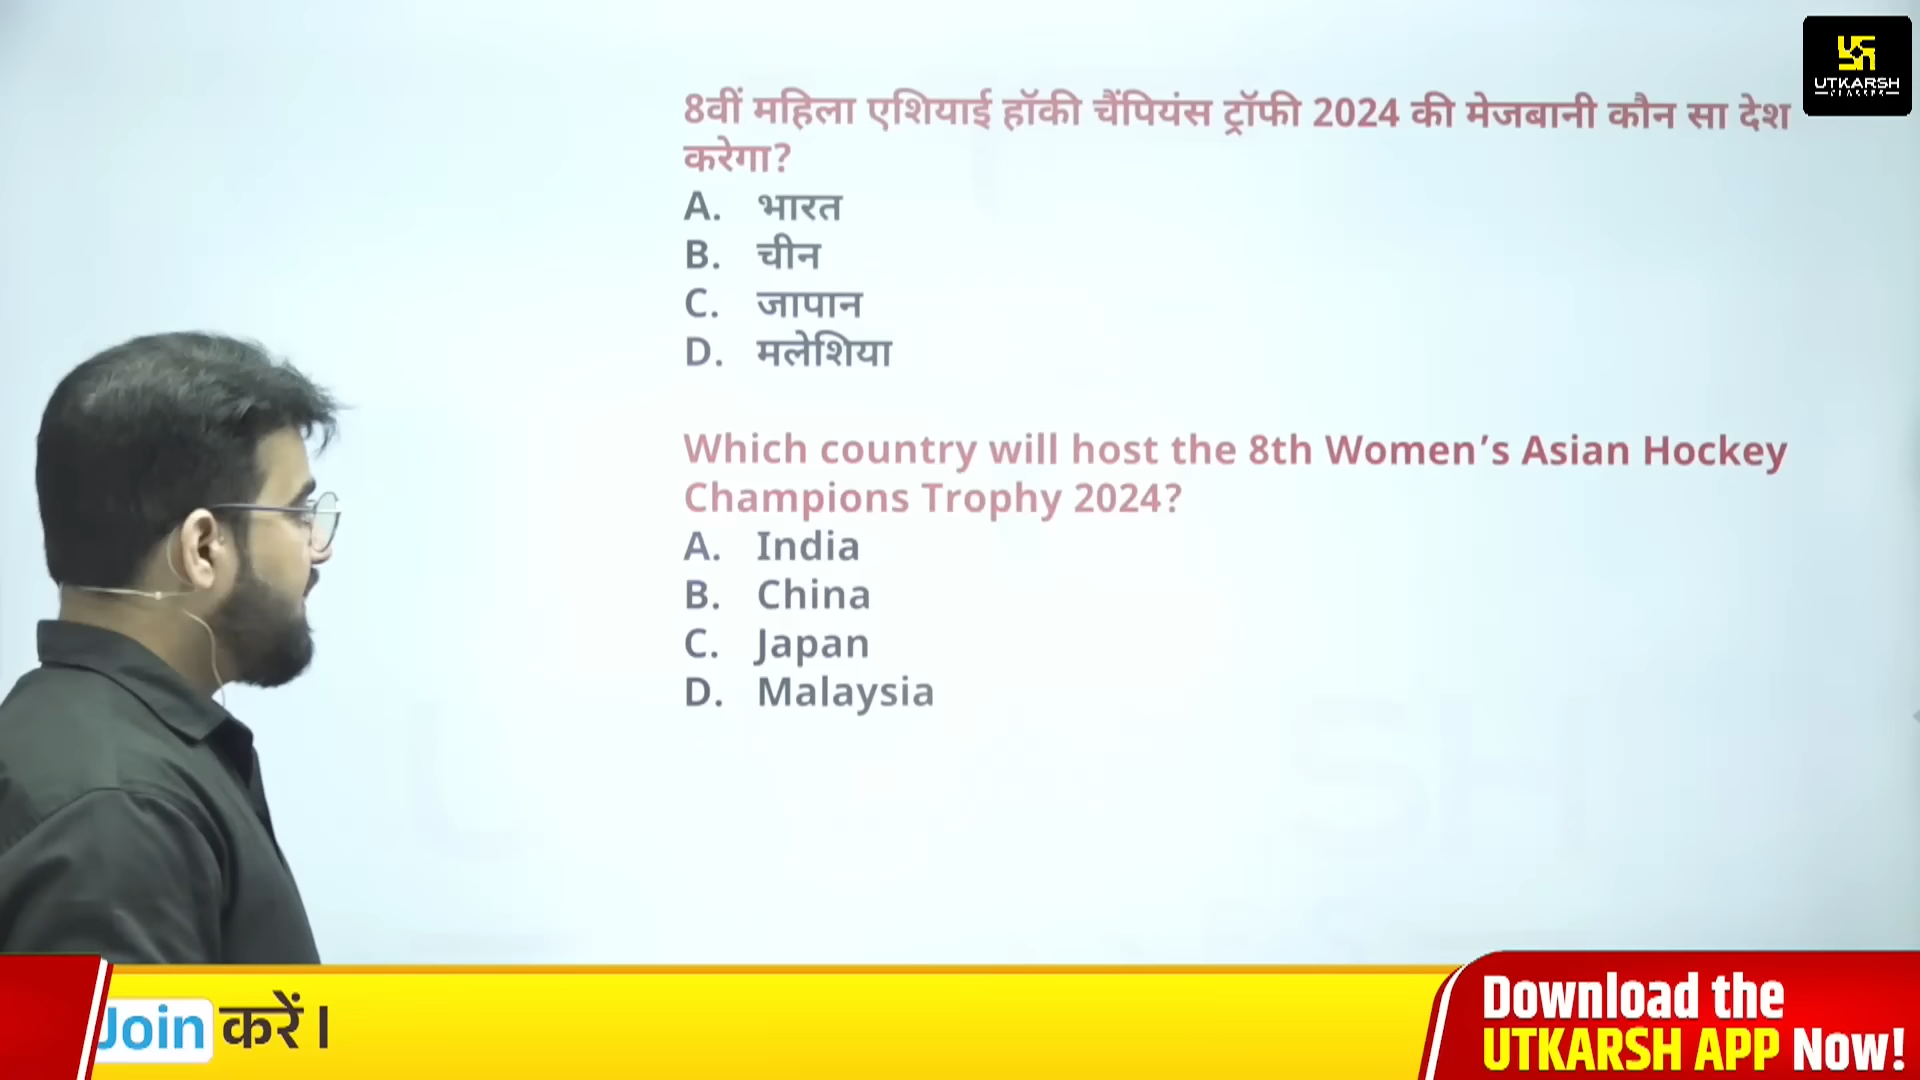 UTKARSH
CLASSES
8वीं महिला एशियाई हॉकी चैंपियंस ट्रॉफी 2024 की मेजबानी कौन सा देश
करेगा?
A. भारत
B. चीन
C. जापान
D. मलेशिया
Which country will host the 8th Women’s Asian Hockey
Champions Trophy 2024?
A. India
B. China
C. Japan
D. Malaysia
Join करें।
Download the
UTKARSH APP Now!